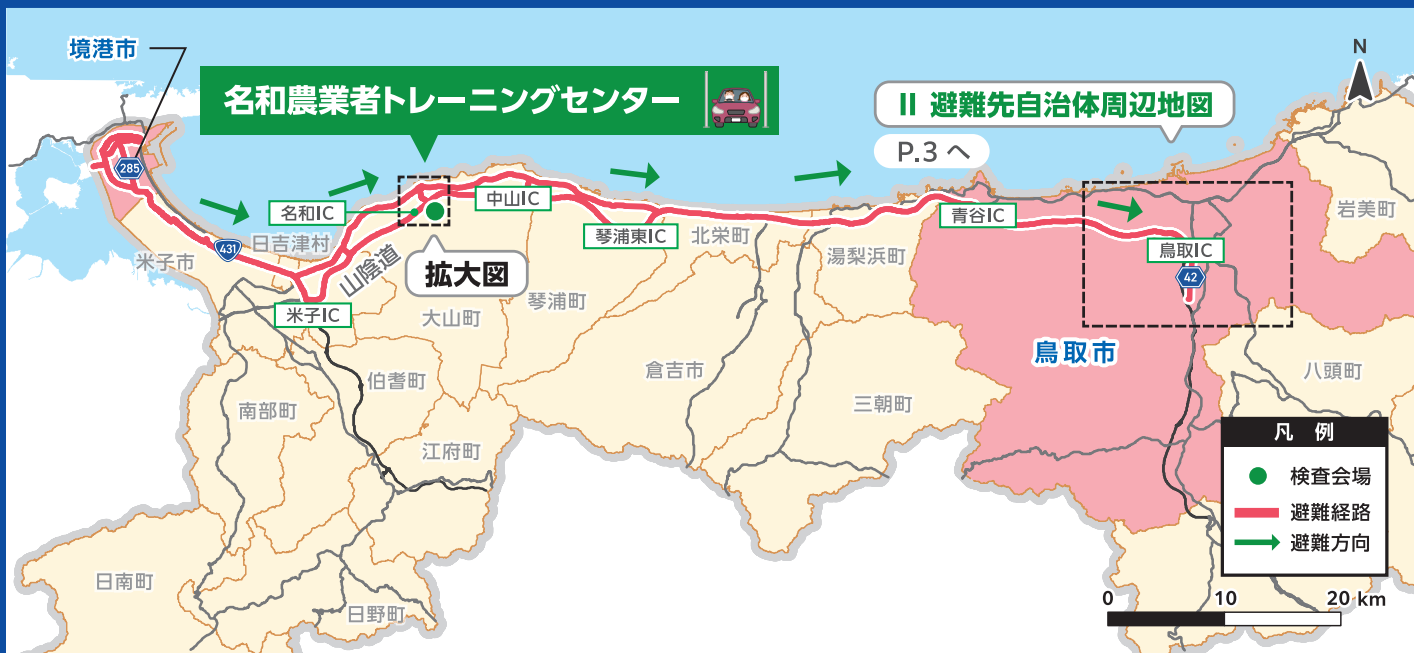 境港市
名和農業者トレーニングセンター
II 避難先自治体周辺地図
P.3 へ
N
285
名和IC
中山IC
青谷IC
岩美町
431
日吉津村
琴浦東IC
北栄町
湯梨浜町
鳥取IC
米子市
山陰道
拡大図
42
米子IC
大山町
琴浦町
鳥取市
伯耆町
倉吉市
八頭町
南部町
三朝町
江府町
凡 例
検査会場
避難経路
避難方向
日南町
日野町
0 10 20 km